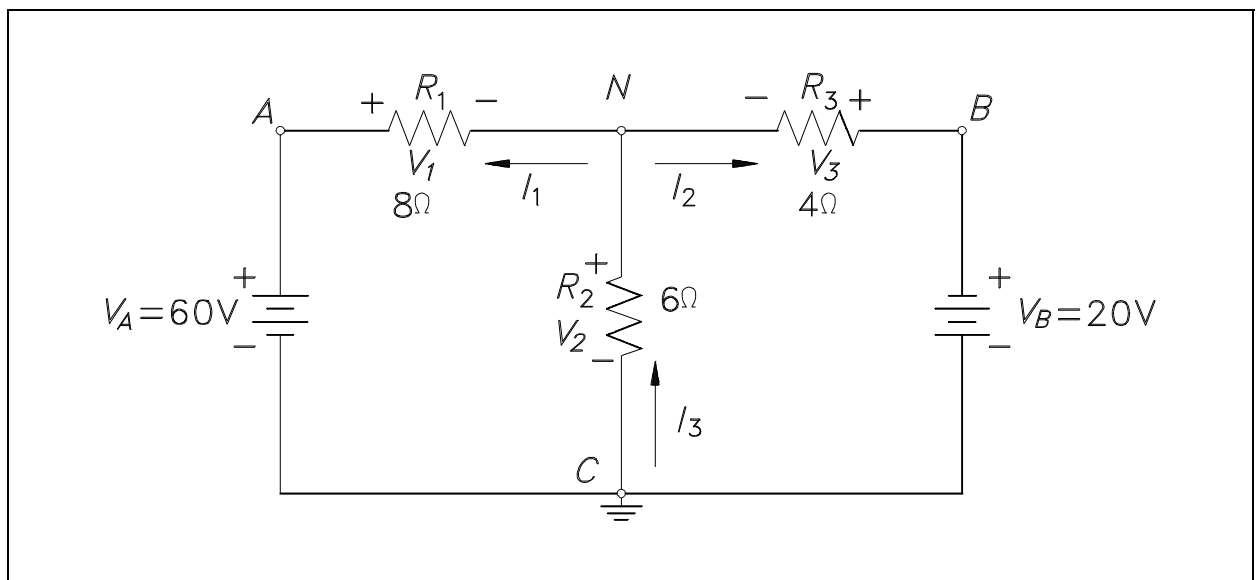 A + R1 - N - R3 + B
V1 I1 I2 V3
8Ω 4Ω
+ + +
R2 6Ω
VA=60V VB=20V
V2
- - -
I3
C